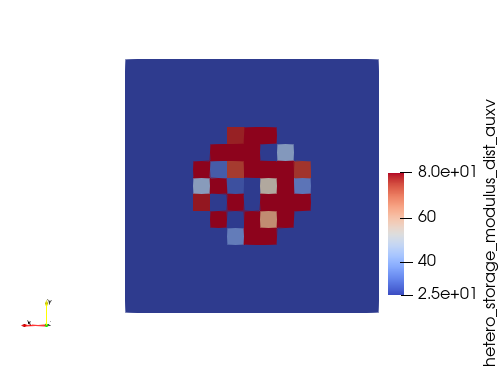 8.0e+01
60
40
2.5e+01
hetero_storage_modulus_dist_auxv
Y
X